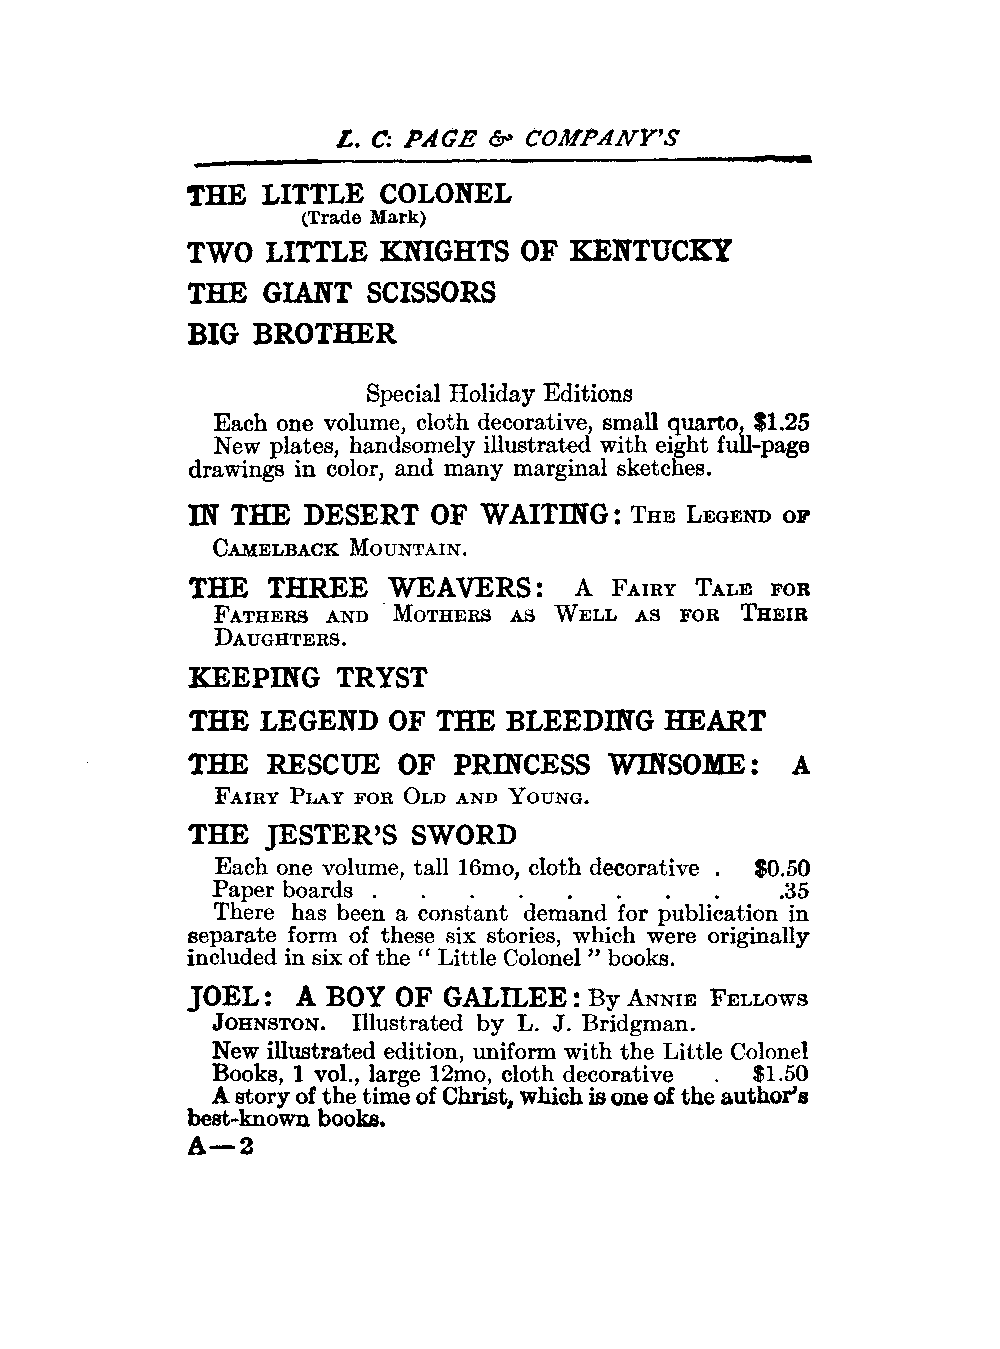 L. C. PAGE & COMPANY'S
THE LITTLE COLONEL
(Trade Mark)
TWO LITTLE KNIGHTS OF KENTUCKY
THE GIANT SCISSORS
BIG BROTHER
Special Holiday Editions
Each one volume, cloth decorative, small quarto, $1.25
New plates, handsomely illustrated with eight full-page
drawings in color, and many marginal sketches.
IN THE DESERT OF WAITING: THE LEGEND OF
CAMELBACK MOUNTAIN.
THE THREE WEAVERS: A FAIRY TALE FOR
FATHERS AND MOTHERS AS WELL AS FOR THEIR
DAUGHTERS.
KEEPING TRYST
THE LEGEND OF THE BLEEDING HEART
THE RESCUE OF PRINCESS WINSOME: A
FAIRY PLAY FOR OLD AND YOUNG.
THE JESTER'S SWORD
Each one volume, tall 16mo, cloth decorative . $0.50
Paper boards . . . . . . . . .35
There has been a constant demand for publication in
separate form of these six stories, which were originally
included in six of the " Little Colonel " books.
JOEL: A BOY OF GALILEE: By ANNIE FELLOWS
JOHNSTON. Illustrated by L. J. Bridgman.
New illustrated edition, uniform with the Little Colonel
Books, 1 vol., large 12mo, cloth decorative . $1.50
A story of the time of Christ, which is one of the author's
best-known books.
A—2